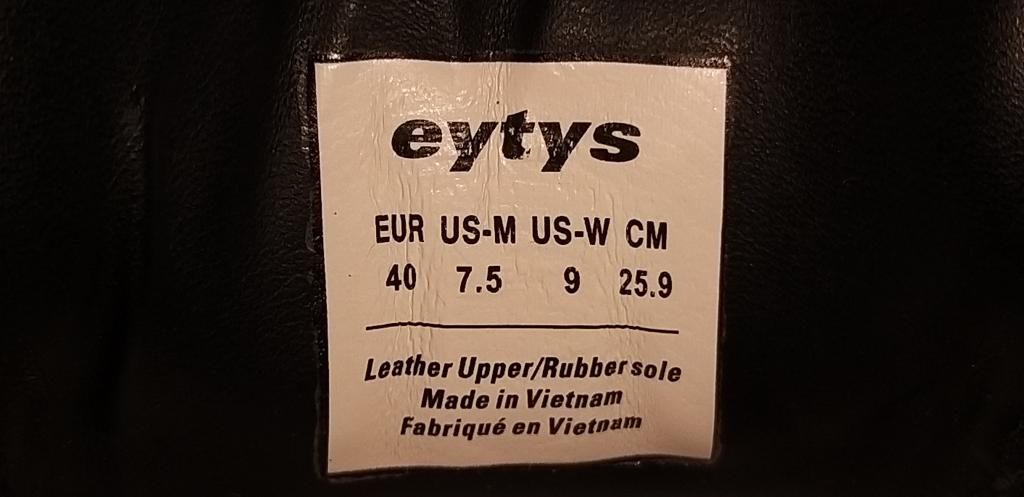 eytys
EUR US-M US-W CM
40 7.5 9 25.9
Leather Upper/Rubber sole
Made in Vietnam
Fabriqué en Vietnam